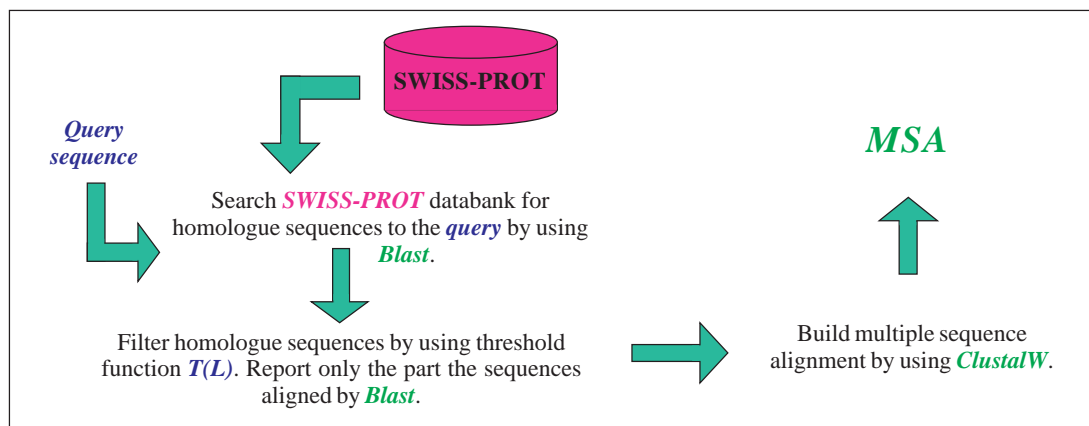 SWISS-PROT
Query
sequence
Search SWISS-PROT databank for
homologue sequences to the query by using
Blast.
Filter homologue sequences by using threshold
function T(L). Report only the part the sequences
aligned by Blast.
Build multiple sequence
alignment by using ClustalW.
MSA